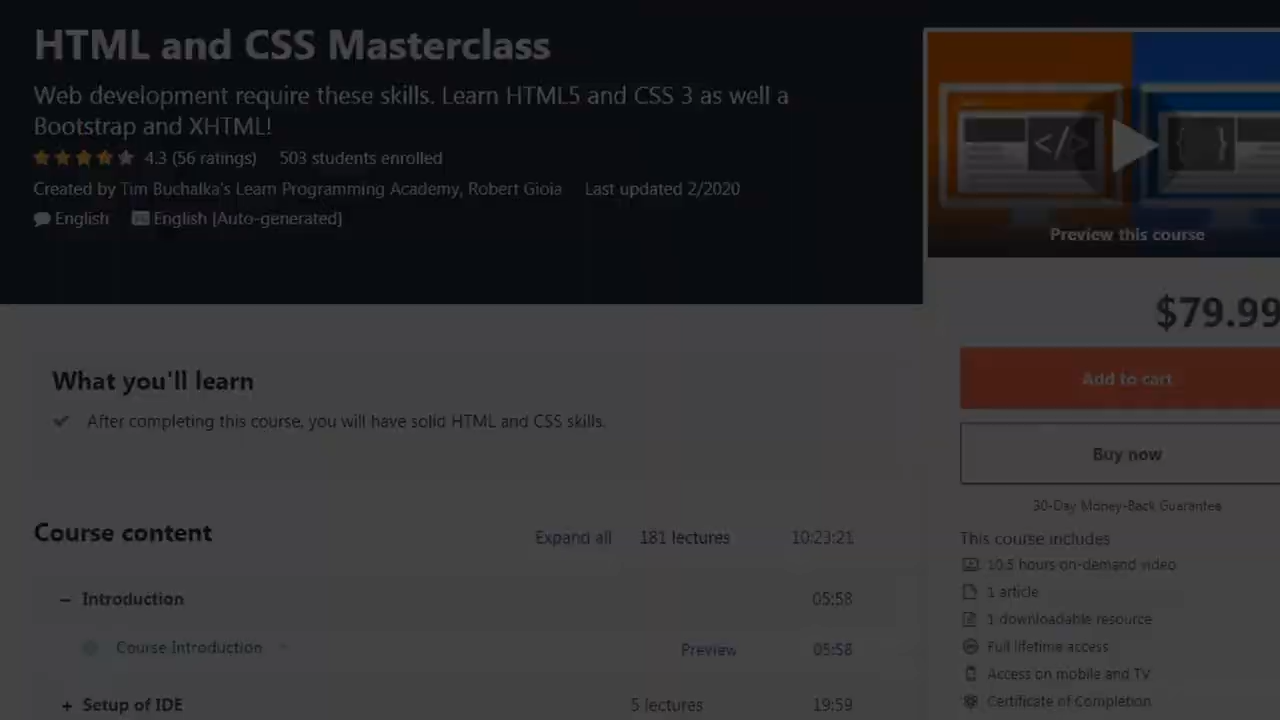 HTML and CSS Masterclass
Web development require these skills. Learn HTML5 and CSS 3 as well a
Bootstrap and XHTML!
4.3 (56 ratings) 503 students enrolled
Created by Tim Buchalka's Learn Programming Academy, Robert Gioia Last updated 2/2020
English English [Auto-generated]
</>
{ }
Preview this course
$79.99
Add to cart
Buy now
30-Day Money-Back Guarantee
This course includes
10.5 hours on-demand video
1 article
1 downloadable resource
Full lifetime access
Access on mobile and TV
Certificate of Completion
What you'll learn
After completing this course, you will have solid HTML and CSS skills.
Course content Expand all 181 lectures 10:23:21
Introduction 05:58
Course Introduction Preview 05:58
Setup of IDE 5 lectures 19:59